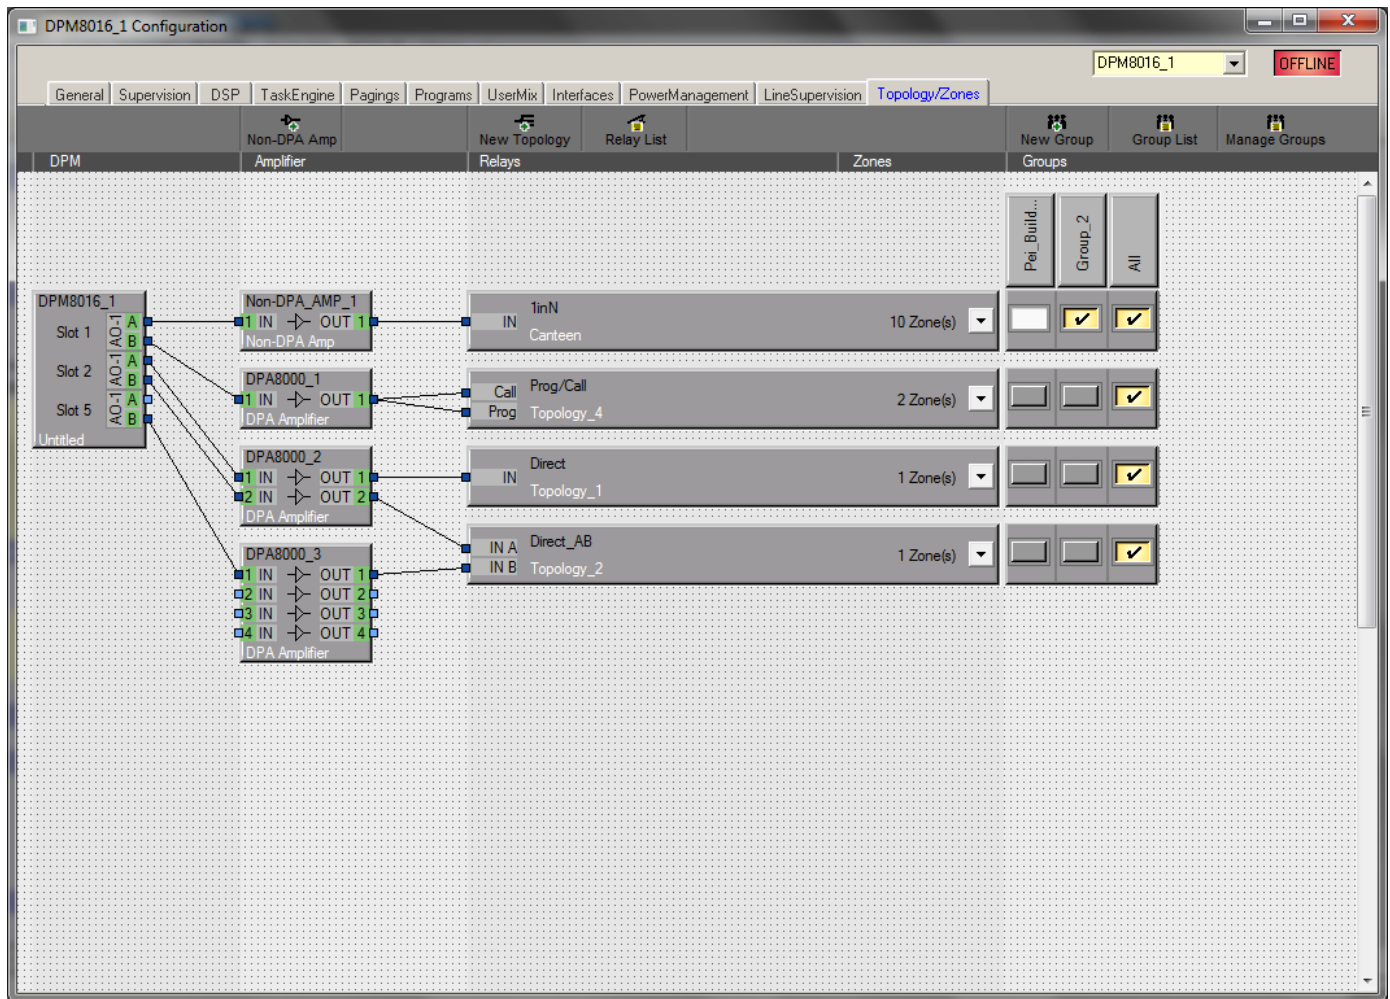 DPM8016_1 Configuration
DPM8016_1
OFFLINE
General Supervision DSP TaskEngine Pagings Programs UserMix Interfaces PowerManagement LineSupervision Topology/Zones
Non-DPA Amp New Topology Relay List New Group Group List Manage Groups
DPM Amplifier Relays Zones Groups
Pei_Build... Group_2 All
DPM8016_1
Slot 1 AO-1 A B
Slot 2 AO-1 A B
Slot 5 AO-1 A B
Untitled
Non-DPA_AMP_1
1 IN OUT 1
Non-DPA Amp
1inN
IN 10 Zone(s)
Canteen
DPA8000_1
1 IN OUT 1
DPA Amplifier
Call Prog/Call
2 Zone(s)
Prog Topology_4
DPA8000_2
1 IN OUT 1
2 IN OUT 2
DPA Amplifier
Direct
IN 1 Zone(s)
Topology_1
DPA8000_3
1 IN OUT 1
2 IN OUT 2
3 IN OUT 3
4 IN OUT 4
DPA Amplifier
IN A Direct_AB
1 Zone(s)
IN B Topology_2